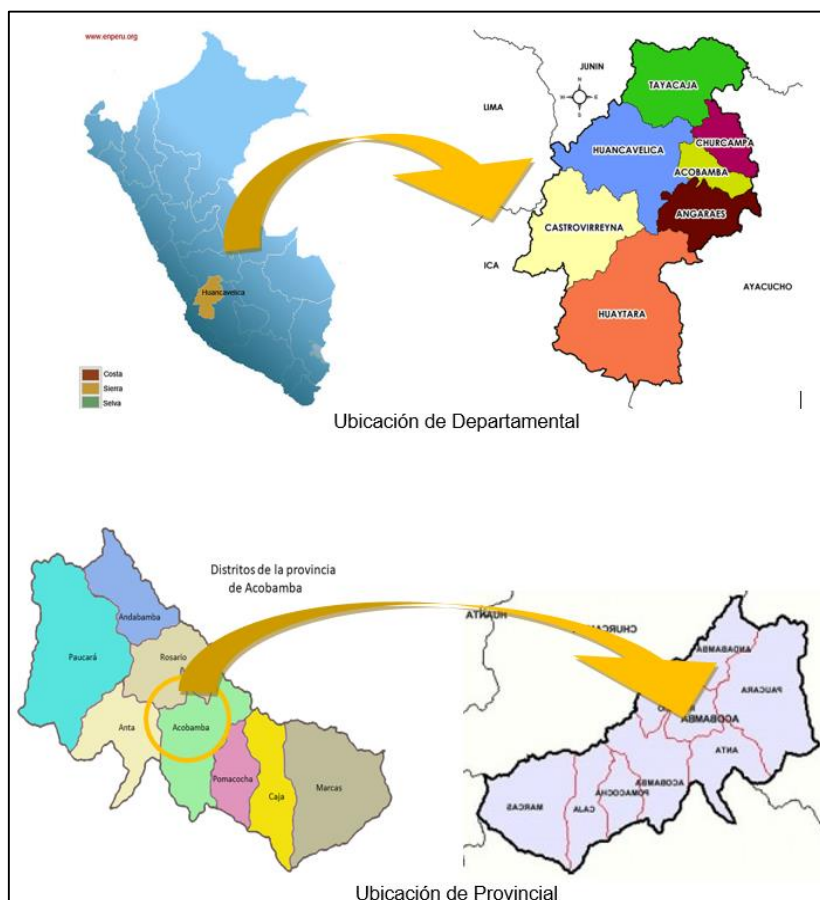 www.enperu.org
Huancavelica
Costa
Sierra
Selva
JUNIN
LIMA
N
S
TAYACAJA
CHURCAMPA
HUANCAVELICA
ACOBAMBA
ANGARAES
CASTROVIRREYNA
ICA
AYACUCHO
HUAYTARA
Ubicación de Departamental
Distritos de la provincia
de Acobamba
Andabamba
Paucará
Rosario
Anta
Acobamba
Pomacocha
Caja
Marcas
HUANTA
ANDABAMBA
PAUCARA
ACOBAMBA
ANTA
ACOBAMBA
POMACOCHA
CAJA
MARCAS
Ubicación de Provincial